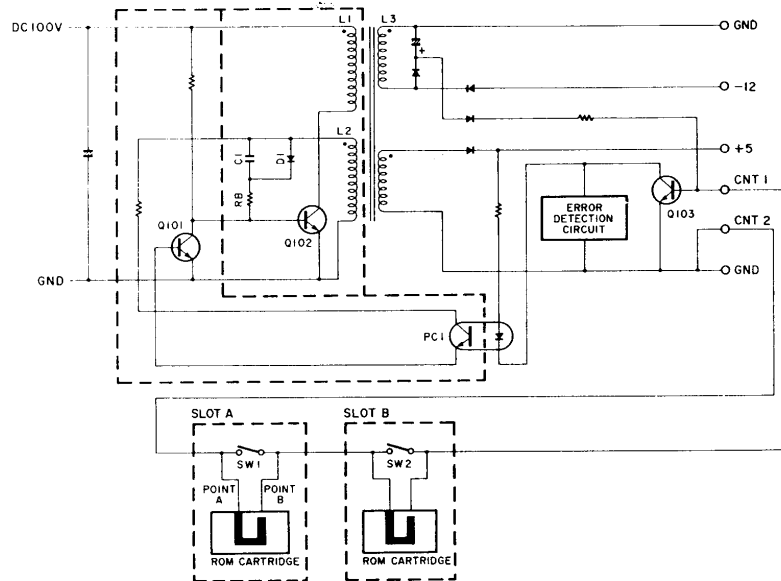 DC100V
L1
L3
GND
-12
+
L2
+5
C1
D1
CNT 1
R8
Q101
Q102
ERROR
DETECTION
CIRCUIT
Q103
CNT 2
GND
GND
PC1
SLOT A
SLOT B
SW1
SW2
POINT
A
POINT
B
ROM CARTRIDGE
ROM CARTRIDGE